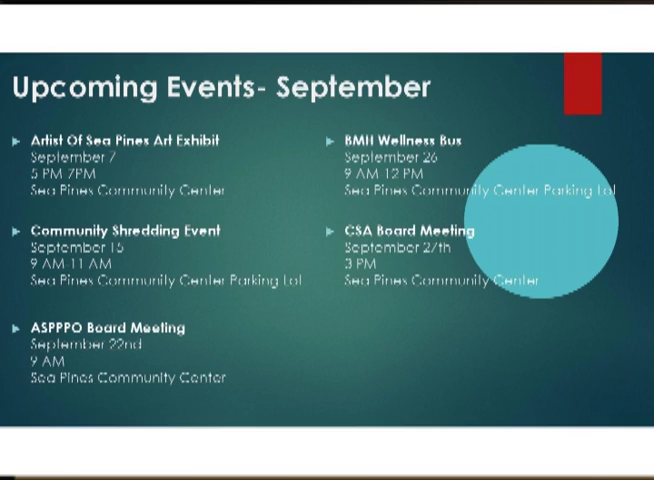 Upcoming Events- September
Artist Of Sea Pines Art Exhibit
September 7
5 PM-7PM
Sea Pines Community Center
Community Shredding Event
September 15
9 AM-11 AM
Sea Pines Community Center Parking Lot
ASPPPO Board Meeting
September 22nd
9 AM
Sea Pines Community Center
BMH Wellness Bus
September 26
9 AM-12 PM
Sea Pines Community Center Parking Lot
CSA Board Meeting
September 27th
3 PM
Sea Pines Community Center